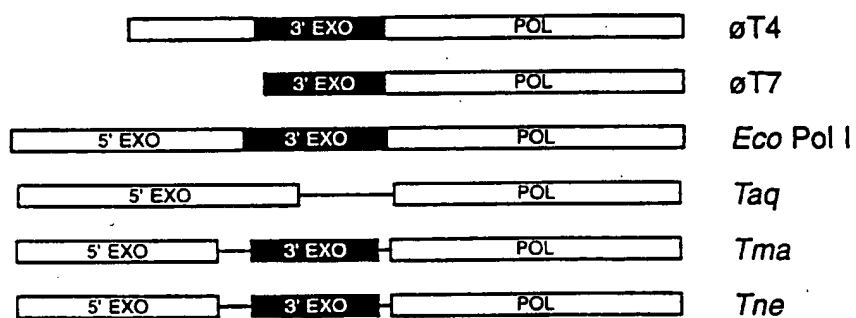 3' EXO POL øT4
3' EXO POL øT7
5' EXO 3' EXO POL Eco Pol I
5' EXO POL Taq
5' EXO 3' EXO POL Tma
5' EXO 3' EXO POL Tne